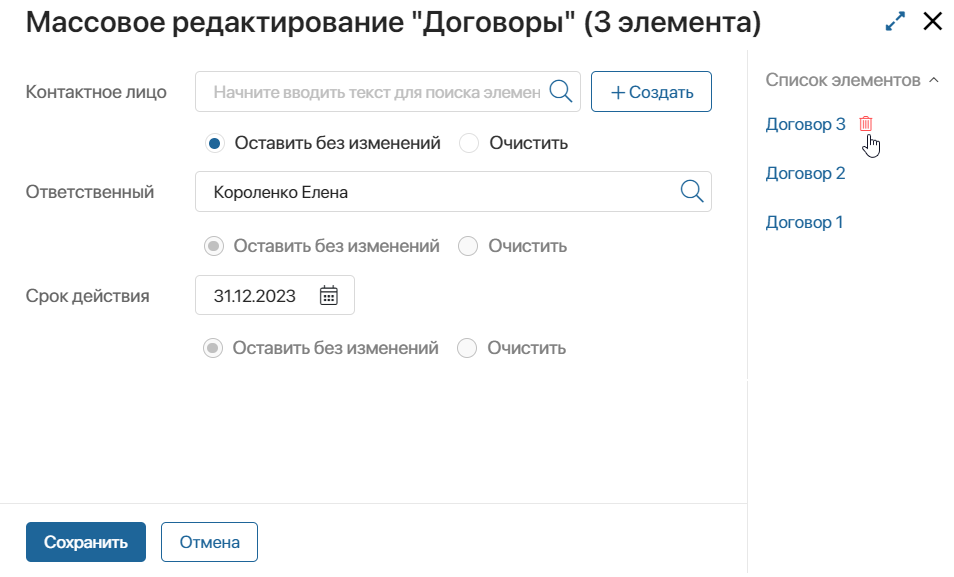 Массовое редактирование "Договоры" (3 элемента)
Контактное лицо
Начните вводить текст для поиска элемен
+ Создать
Оставить без изменений
Очистить
Ответственный
Короленко Елена
Оставить без изменений
Очистить
Срок действия
31.12.2023
Оставить без изменений
Очистить
Сохранить
Отмена
Список элементов
Договор 3
Договор 2
Договор 1